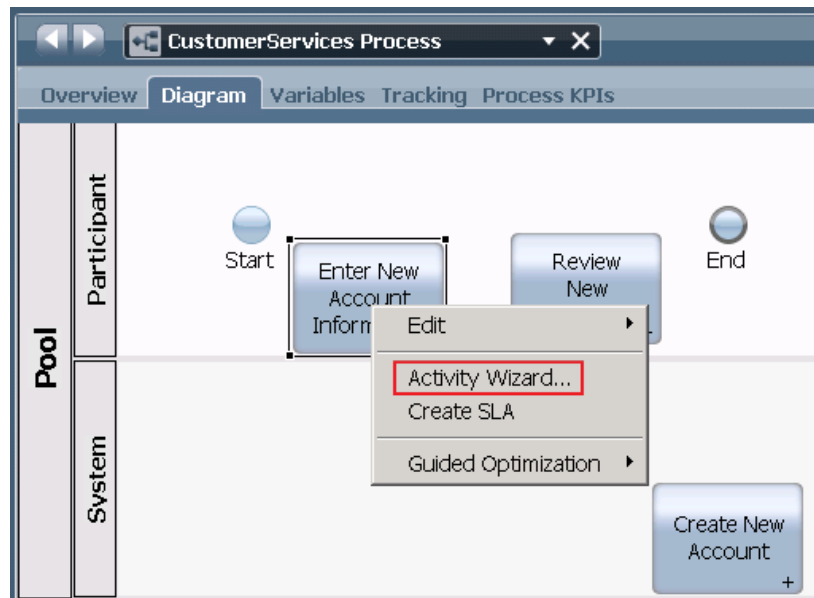 CustomerServices Process
Overview Diagram Variables Tracking Process KPIs
Pool
Participant
Start
Enter New
Account
Inform
Review
New
End
Edit
Activity Wizard...
Create SLA
Guided Optimization
System
Create New
Account
+